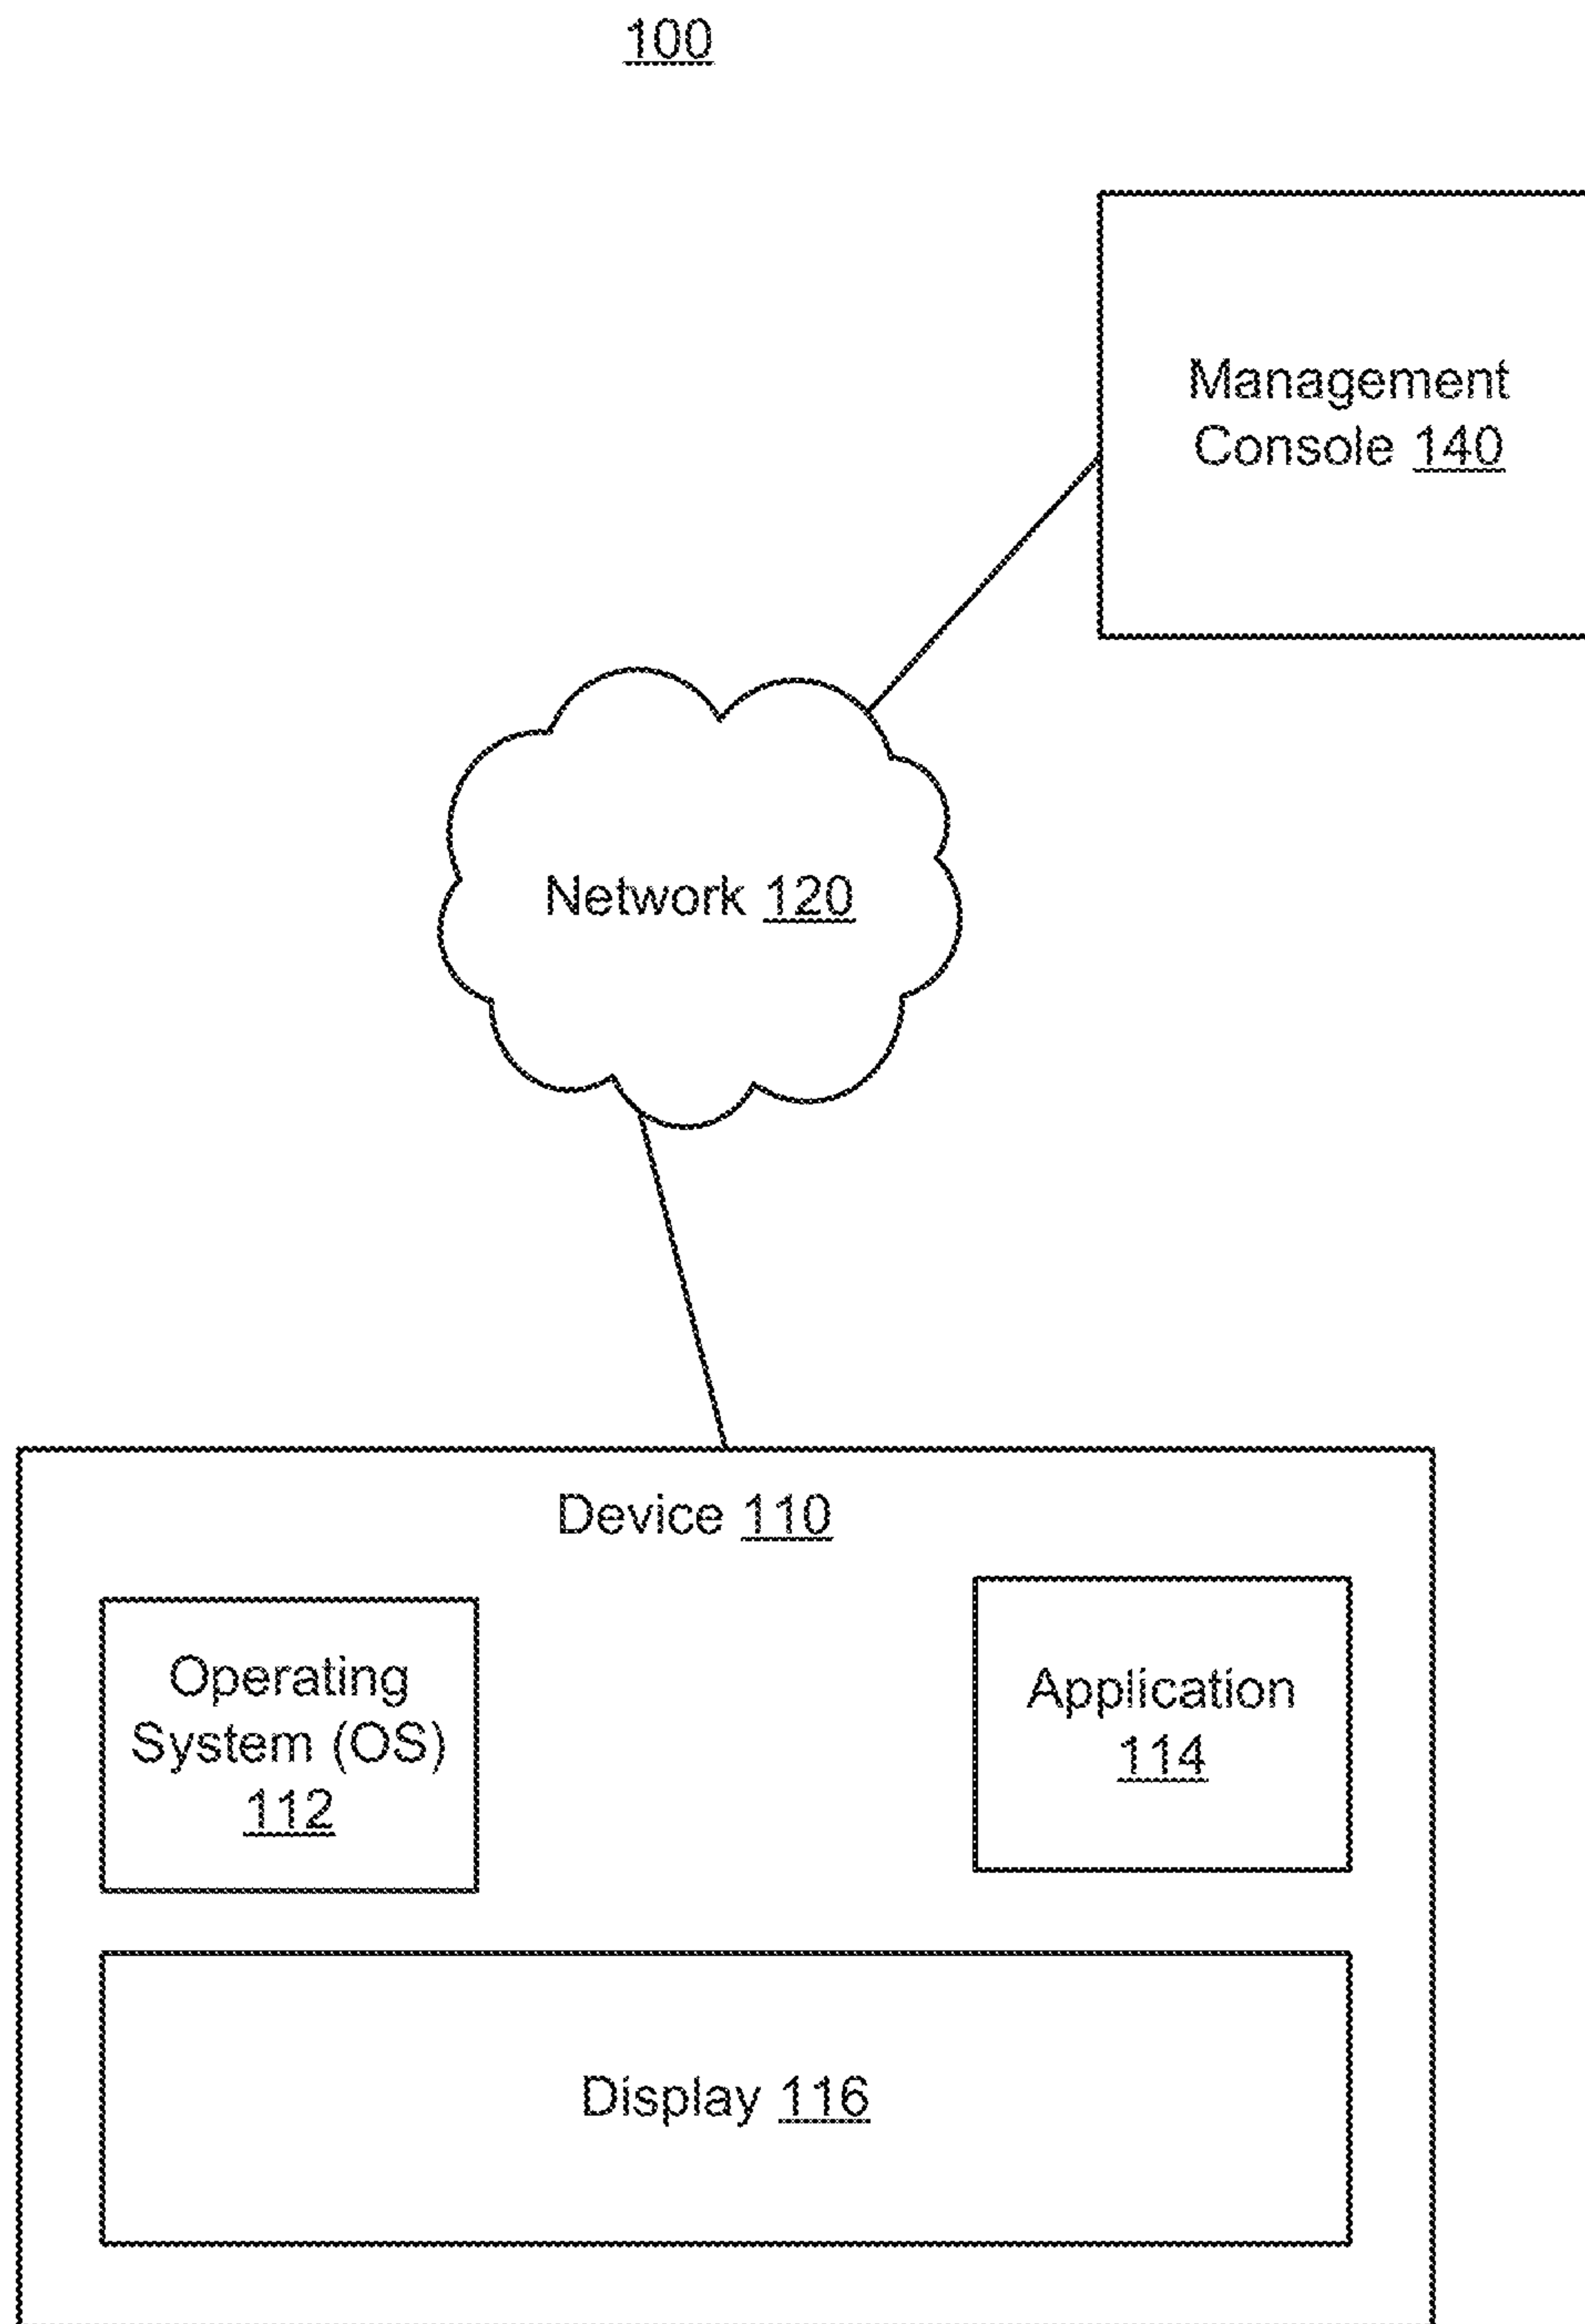 100
Management
Console 140
Network 120
Device 110
Operating
System (OS)
112
Application
114
Display 116